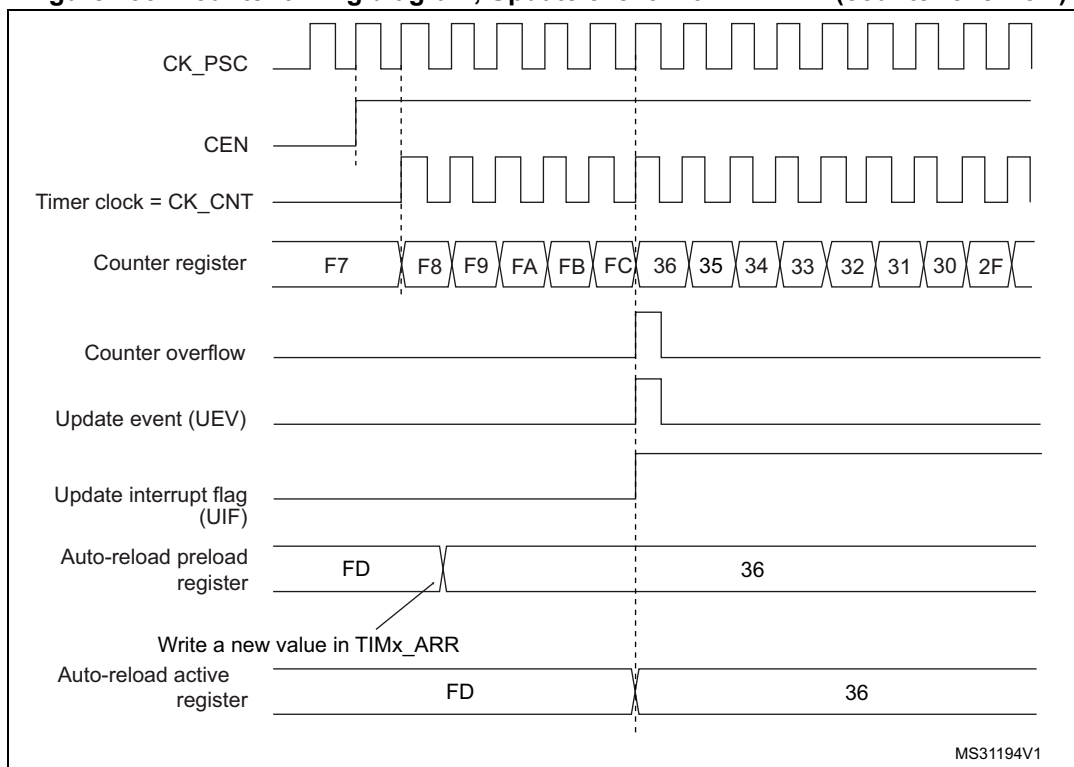 CK_PSC
CEN
Timer clock = CK_CNT
Counter register
F7 F8 F9 FA FB FC 36 35 34 33 32 31 30 2F
Counter overflow
Update event (UEV)
Update interrupt flag
(UIF)
Auto-reload preload
register
FD 36
Write a new value in TIMx_ARR
Auto-reload active
register
FD 36
MS31194V1